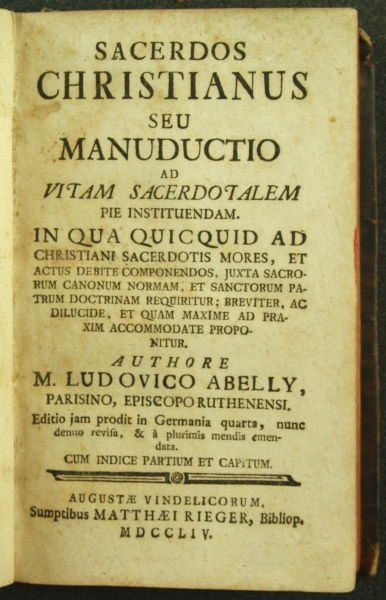 SACERDOS
CHRISTIANUS
SEU
MANUDUCTIO
AD
VITAM SACERDOTALEM
PIE INSTITUENDAM.
IN QUA QUICQUID AD
CHRISTIANI SACERDOTIS MORES, ET
ACTUS DEBITE COMPONENDOS, JUXTA SACRO-
RUM CANONUM NORMAM, ET SANCTORUM PA-
TRUM DOCTRINAM REQUIRITUR; BREVITER, AC
DILUCIDE, ET QUAM MAXIME AD PRA-
XIM ACCOMMODATE PROPO-
NITUR.
AUTHORE
M. LUDOVICO ABELLY,
PARISINO, EPISCOPO RUTHENENSI.
Editio jam prodit in Germania quarta, nunc
denuo revisa, & à plurimis mendis emen-
data.
CUM INDICE PARTIUM ET CAPITUM.
AUGUSTÆ VINDELICORUM,
Sumptibus MATTHÆI RIEGER, Bibliop.
MDCCLIV.